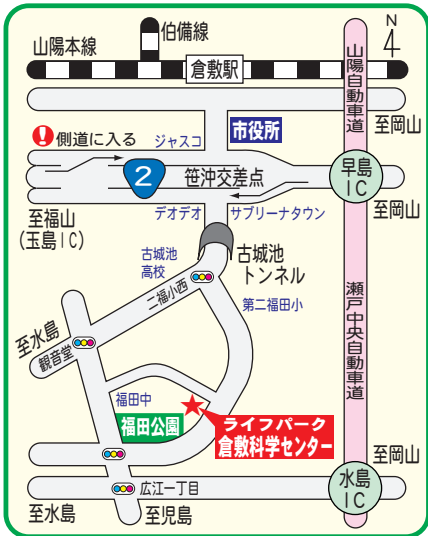 伯備線
山陽本線
倉敷駅
N
4
山陽自動車道
至岡山
市役所
側道に入る
ジャスコ
2
笹沖交差点
早島
IC
至岡山
至福山
(玉島IC)
デオデオ
サブリーナタウン
古城池
高校
古城池
トンネル
二福小西
第二福田小
瀬戸中央自動車道
至水島
観音堂
福田中
福田公園
ライフパーク
倉敷科学センター
至岡山
水島
IC
広江一丁目
至水島
至児島